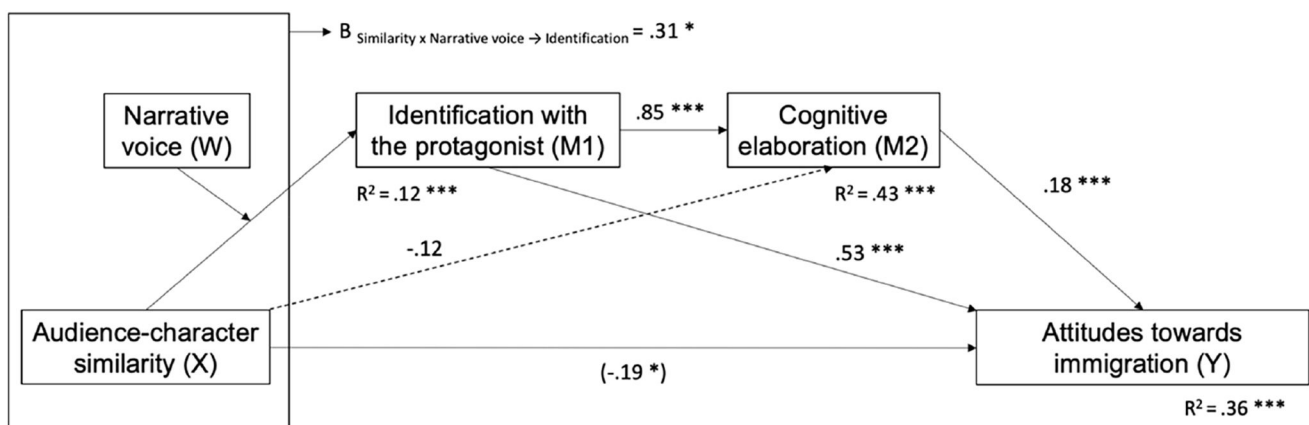 B Similarity x Narrative voice → Identification = .31 *
Narrative
voice (W)
Identification with
the protagonist (M1)
.85 ***
Cognitive
elaboration (M2)
R² = .12 ***
R² = .43 ***
.18 ***
-.12
.53 ***
Audience-character
similarity (X)
(-.19 *)
Attitudes towards
immigration (Y)
R² = .36 ***